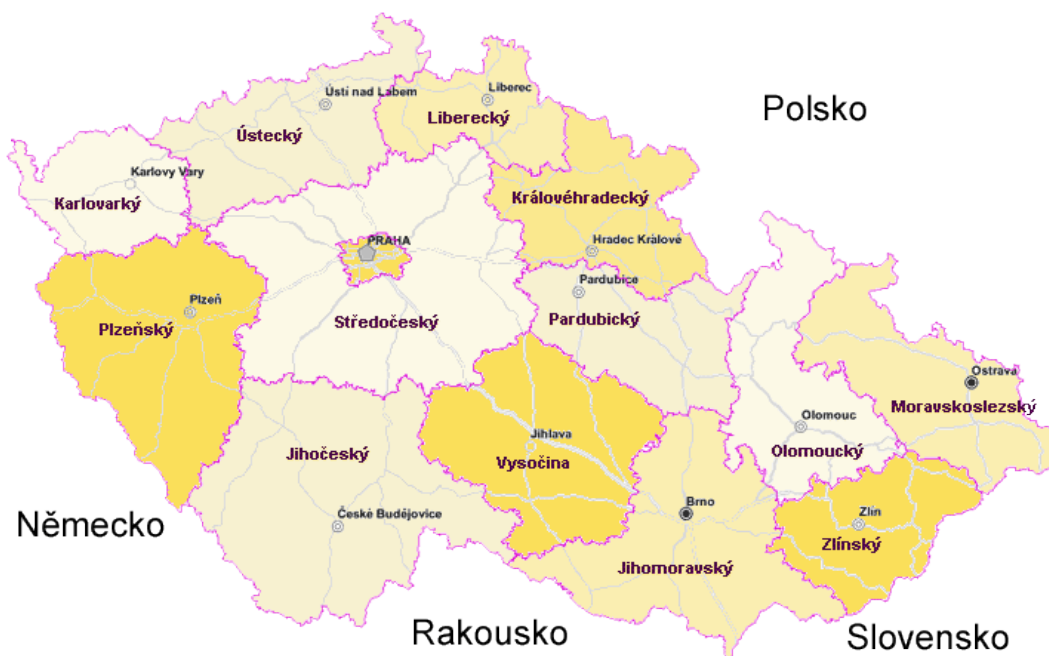 Polsko
Ústí nad Labem
Liberec
Ústecký
Liberecký
Karlovy Vary
Karlovarký
Královéhradecký
PRAHA
Hradec Králové
Plzeň
Pardubice
Plzeňský
Středočeský
Pardubický
Ostrava
Moravskoslezský
Olomouc
Jihlava
Jihočeský
Vysočina
Olomoucký
Německo
České Budějovice
Brno
Zlín
Zlínský
Jihomoravský
Rakousko
Slovensko